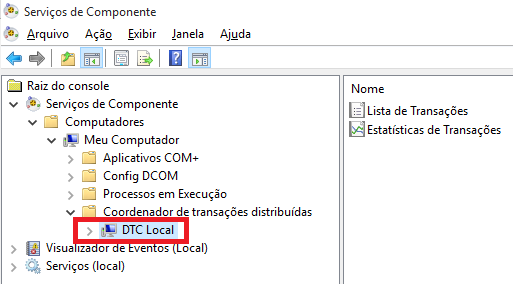 Serviços de Componente
Arquivo Ação Exibir Janela Ajuda
Raiz do console
Serviços de Componente
Computadores
Meu Computador
Aplicativos COM+
Config DCOM
Processos em Execução
Coordenador de transações distribuídas
DTC Local
Visualizador de Eventos (Local)
Serviços (local)
Nome
Lista de Transações
Estatísticas de Transações